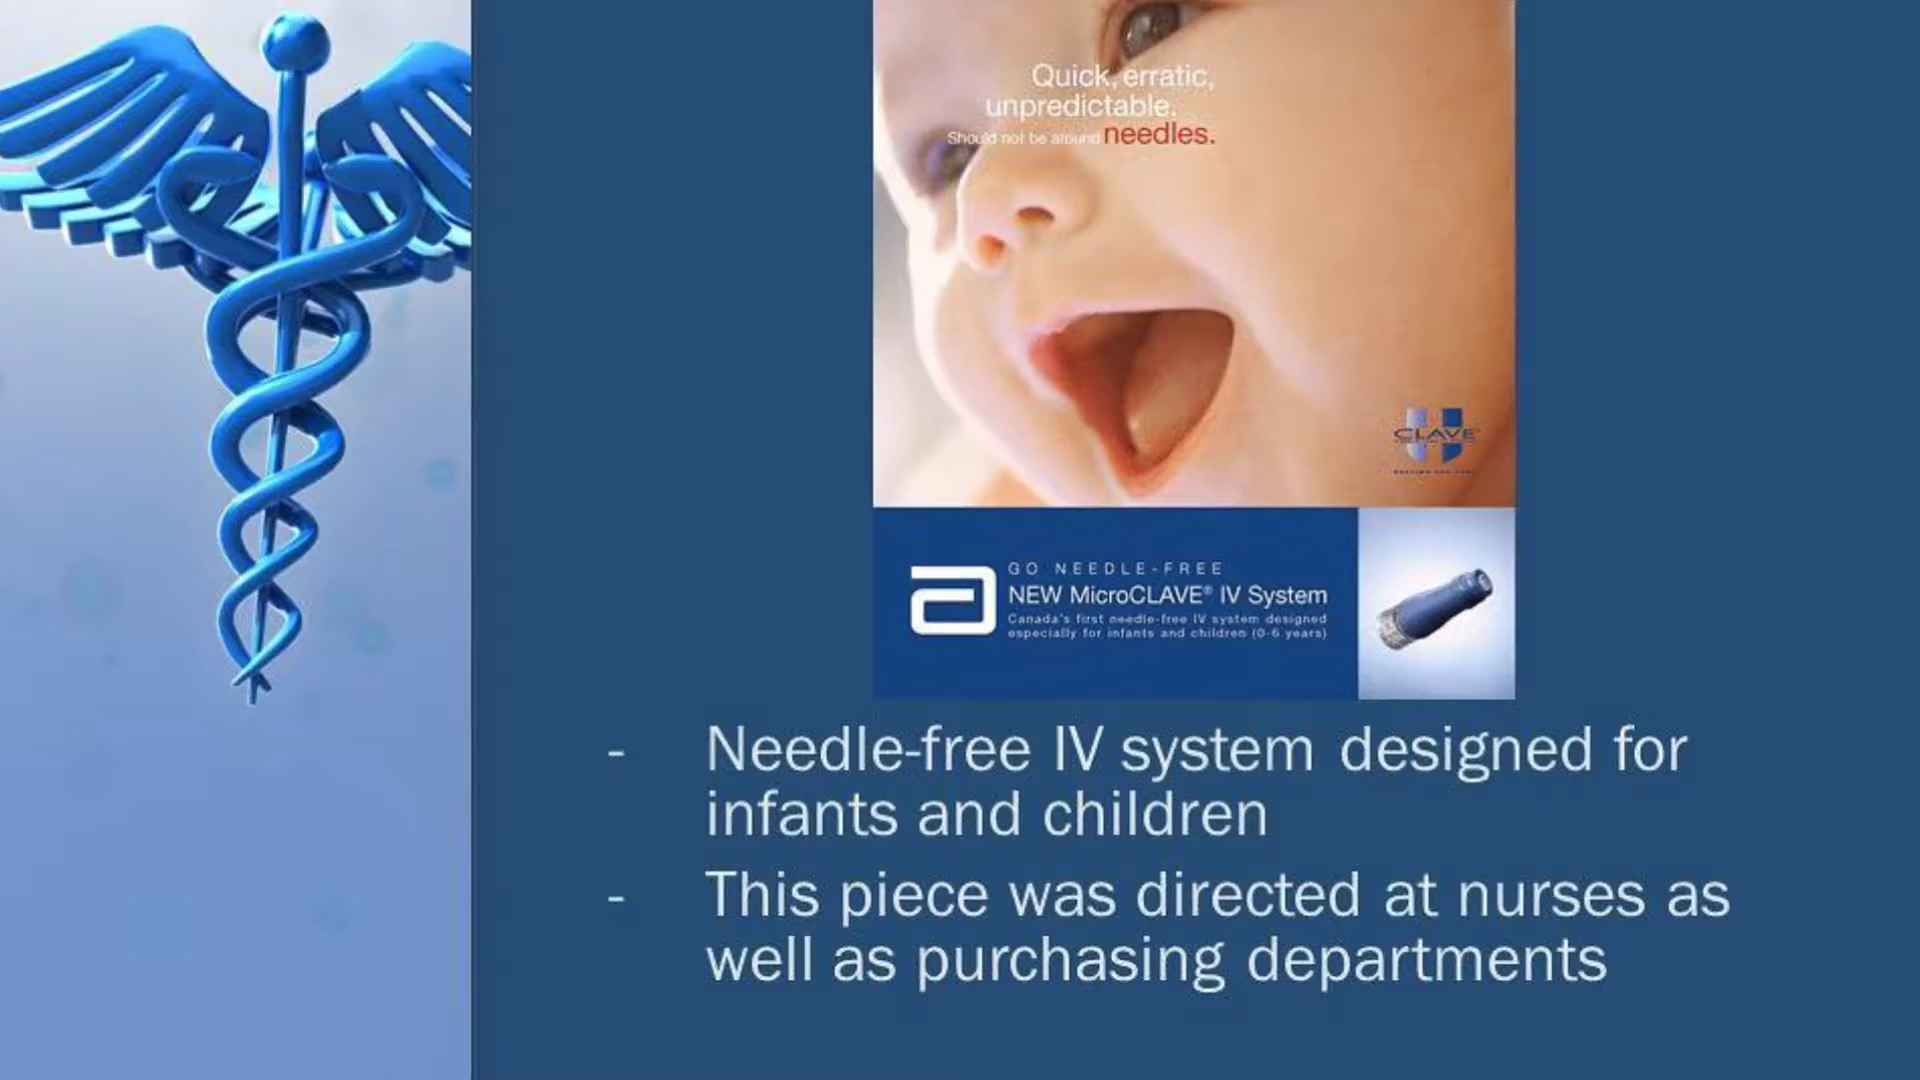 Quick, erratic,
unpredictable.
Should not be around needles.
CLAVE
GO NEEDLE-FREE
NEW MicroCLAVE® IV System
Canada's first needle-free IV system designed
especially for infants and children (0-6 years)
- Needle-free IV system designed for
infants and children
- This piece was directed at nurses as
well as purchasing departments